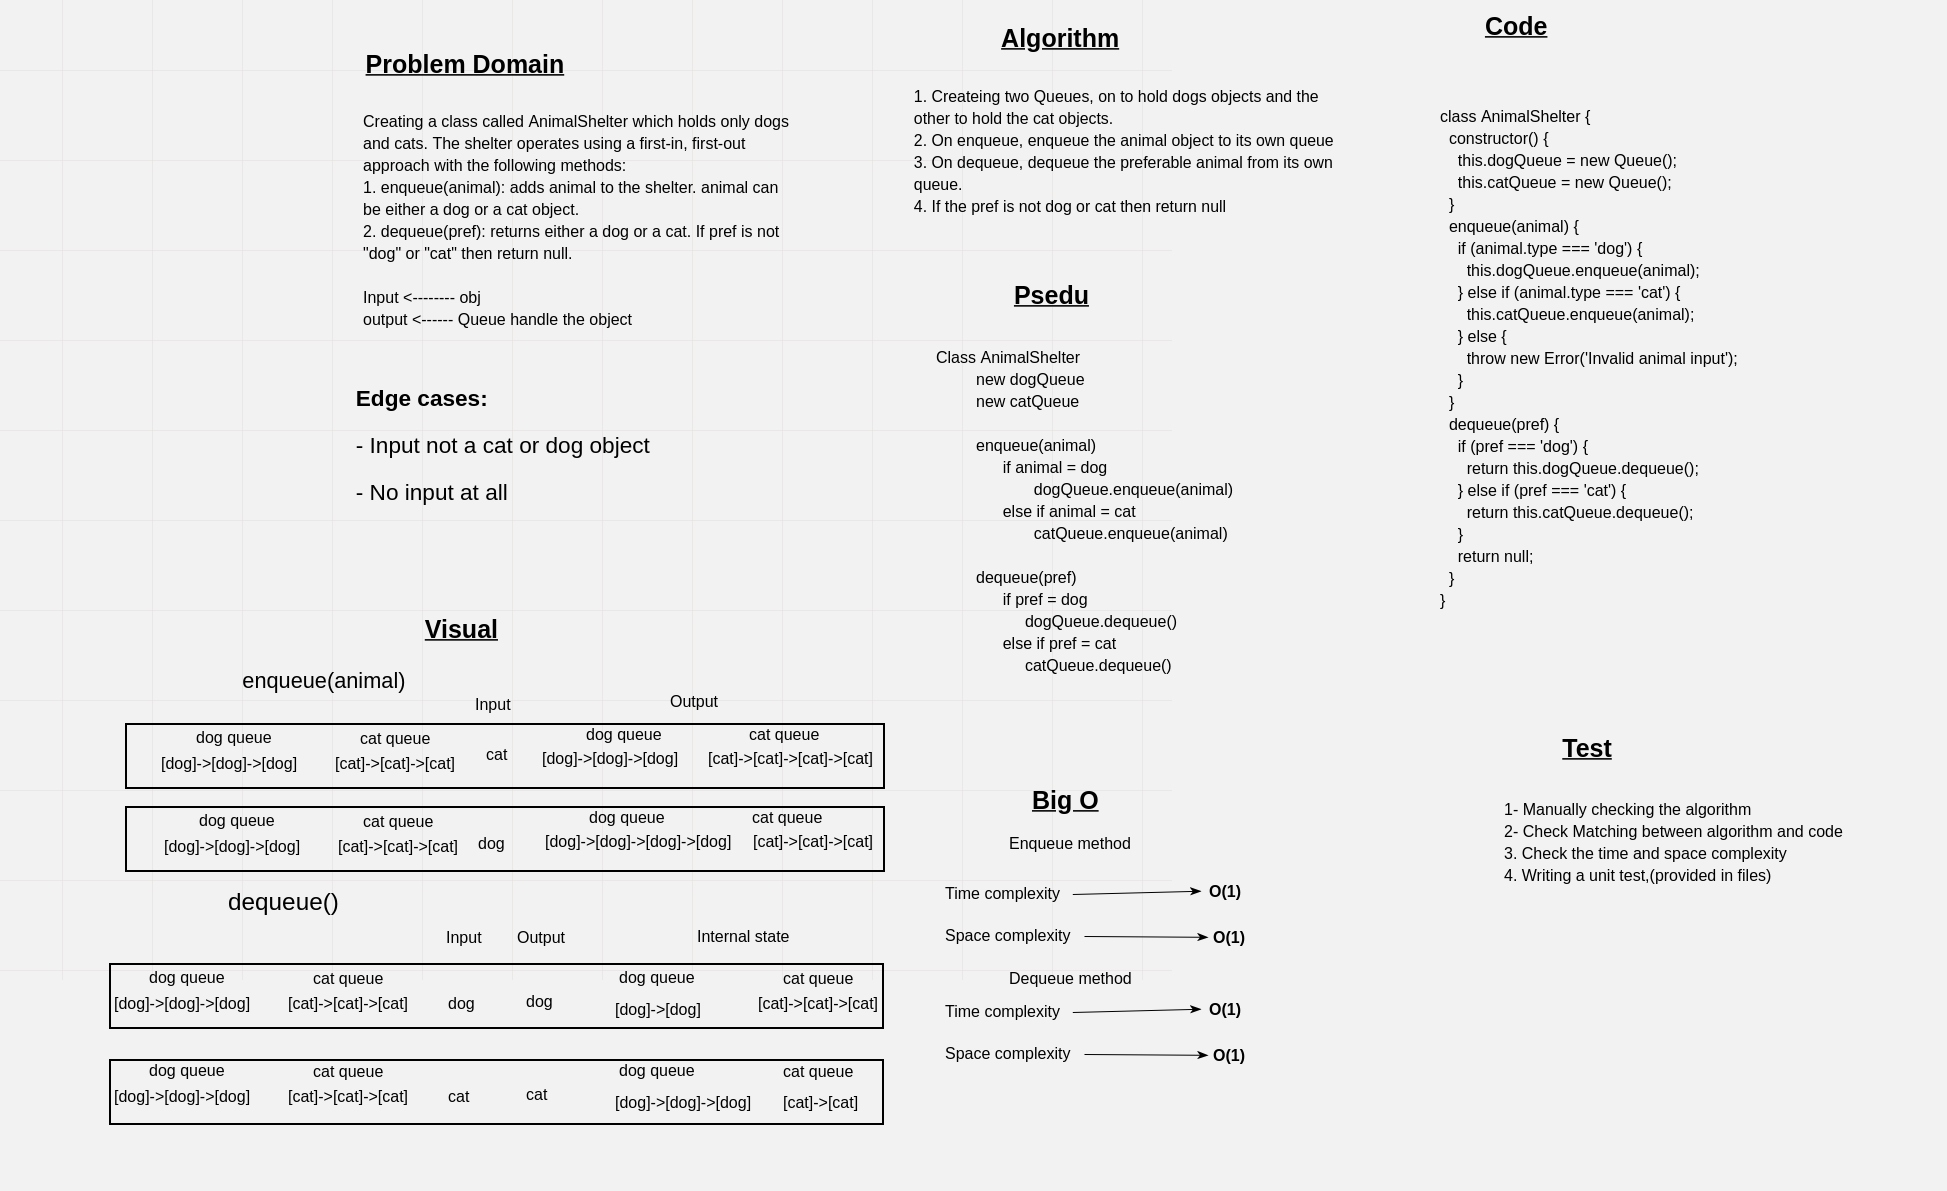 Problem Domain
Creating a class called AnimalShelter which holds only dogs
and cats. The shelter operates using a first-in, first-out
approach with the following methods:
1. enqueue(animal): adds animal to the shelter. animal can
be either a dog or a cat object.
2. dequeue(pref): returns either a dog or a cat. If pref is not
"dog" or "cat" then return null.
Input <-------- obj
output <------ Queue handle the object
Edge cases:
- Input not a cat or dog object
- No input at all
Visual
enqueue(animal)
Input
Output
dog queue
cat queue
dog queue
cat queue
[dog]->[dog]->[dog]
[cat]->[cat]->[cat]
cat
[dog]->[dog]->[dog]
[cat]->[cat]->[cat]->[cat]
dog queue
cat queue
dog queue
cat queue
[dog]->[dog]->[dog]
[cat]->[cat]->[cat]
dog
[dog]->[dog]->[dog]->[dog]
[cat]->[cat]->[cat]
dequeue()
Input
Output
Internal state
dog queue
cat queue
dog queue
cat queue
[dog]->[dog]->[dog]
[cat]->[cat]->[cat]
dog
dog
[dog]->[dog]
[cat]->[cat]->[cat]
dog queue
cat queue
dog queue
cat queue
[dog]->[dog]->[dog]
[cat]->[cat]->[cat]
cat
cat
[dog]->[dog]->[dog]
[cat]->[cat]
Algorithm
1. Createing two Queues, on to hold dogs objects and the
other to hold the cat objects.
2. On enqueue, enqueue the animal object to its own queue
3. On dequeue, dequeue the preferable animal from its own
queue.
4. If the pref is not dog or cat then return null
Psedu
Class AnimalShelter
new dogQueue
new catQueue
enqueue(animal)
if animal = dog
dogQueue.enqueue(animal)
else if animal = cat
catQueue.enqueue(animal)
dequeue(pref)
if pref = dog
dogQueue.dequeue()
else if pref = cat
catQueue.dequeue()
Big O
Enqueue method
Time complexity
O(1)
Space complexity
O(1)
Dequeue method
Time complexity
O(1)
Space complexity
O(1)
Code
class AnimalShelter {
constructor() {
this.dogQueue = new Queue();
this.catQueue = new Queue();
}
enqueue(animal) {
if (animal.type === 'dog') {
this.dogQueue.enqueue(animal);
} else if (animal.type === 'cat') {
this.catQueue.enqueue(animal);
} else {
throw new Error('Invalid animal input');
}
}
dequeue(pref) {
if (pref === 'dog') {
return this.dogQueue.dequeue();
} else if (pref === 'cat') {
return this.catQueue.dequeue();
}
return null;
}
}
Test
1- Manually checking the algorithm
2- Check Matching between algorithm and code
3. Check the time and space complexity
4. Writing a unit test,(provided in files)